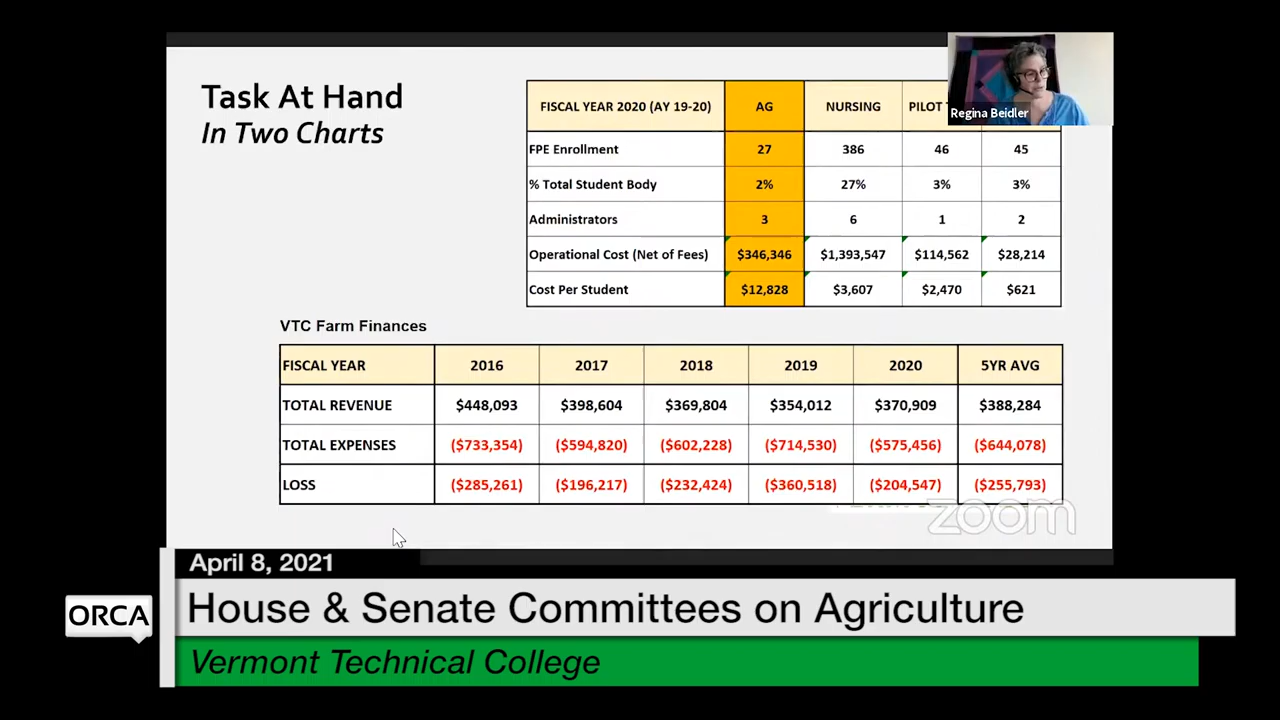 Task At Hand
In Two Charts
Regina Beidler
FISCAL YEAR 2020 (AY 19-20) AG NURSING PILOT
FPE Enrollment 27 386 46 45
% Total Student Body 2% 27% 3% 3%
Administrators 3 6 1 2
Operational Cost (Net of Fees) $346,346 $1,393,547 $114,562 $28,214
Cost Per Student $12,828 $3,607 $2,470 $621
VTC Farm Finances
FISCAL YEAR 2016 2017 2018 2019 2020 5YR AVG
TOTAL REVENUE $448,093 $398,604 $369,804 $354,012 $370,909 $388,284
TOTAL EXPENSES ($733,354) ($594,820) ($602,228) ($714,530) ($575,456) ($644,078)
LOSS ($285,261) ($196,217) ($232,424) ($360,518) ($204,547) ($255,793)
zoom
April 8, 2021
ORCA
House & Senate Committees on Agriculture
Vermont Technical College